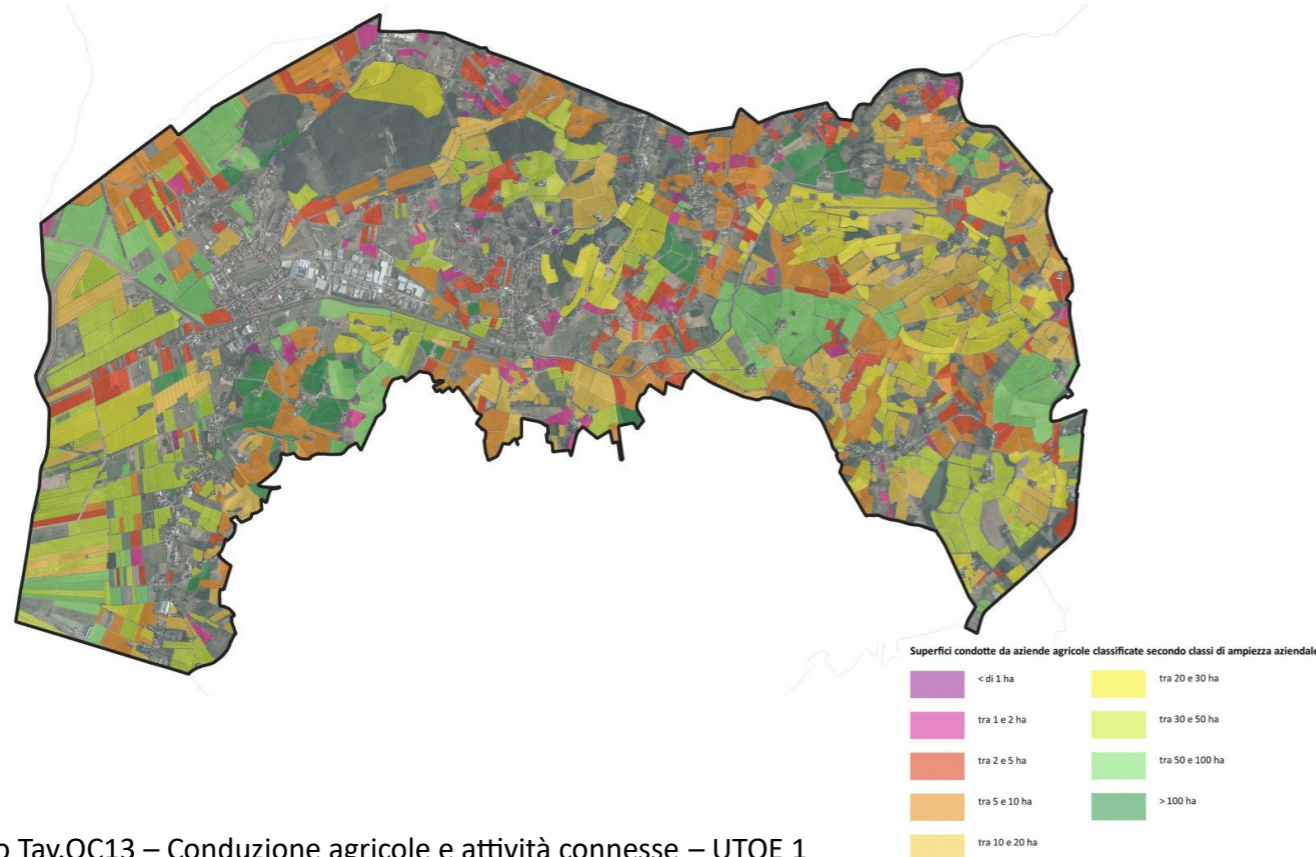 Superfici condotte da aziende agricole classificate secondo classi di ampiezza aziendale
< di 1 ha
tra 1 e 2 ha
tra 2 e 5 ha
tra 5 e 10 ha
tra 10 e 20 ha
tra 20 e 30 ha
tra 30 e 50 ha
tra 50 e 100 ha
> 100 ha
o Tav.QC13 – Conduzione agricole e attività connesse – UTOE 1